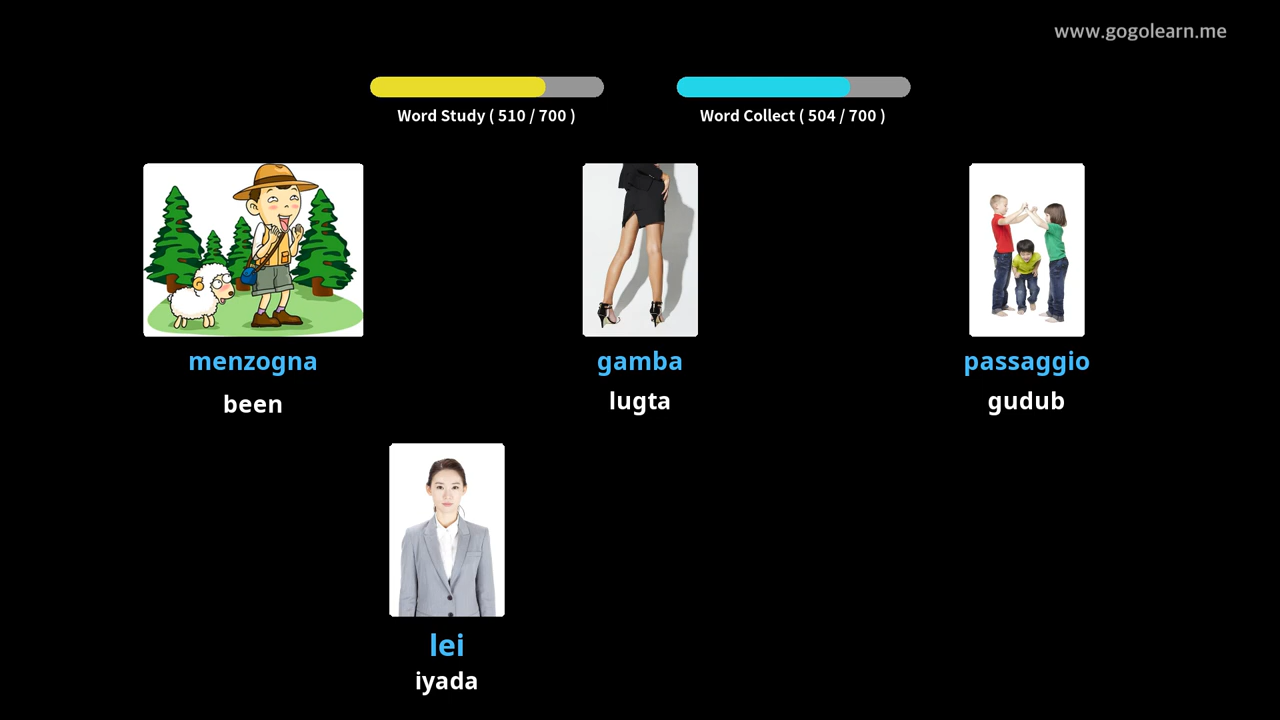 www.gogolearn.me
Word Study ( 510 / 700 )
Word Collect ( 504 / 700 )
menzogna
been
gamba
lugta
passaggio
gudub
lei
iyada